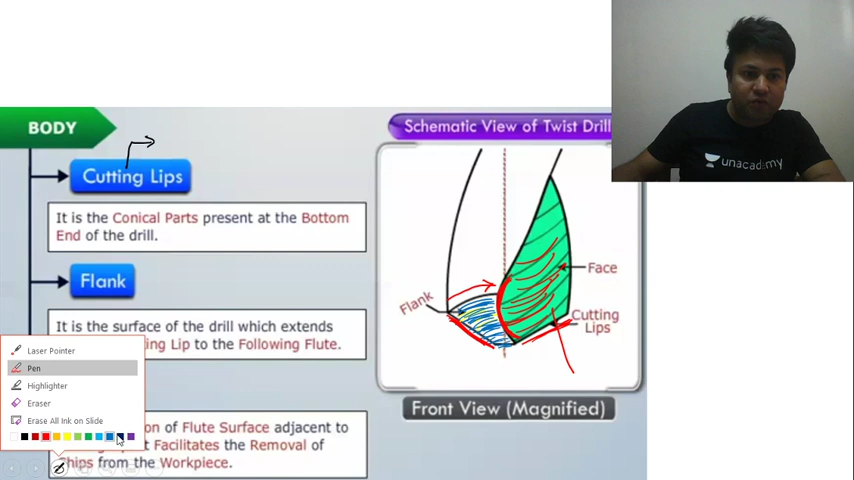 BODY
Schematic View of Twist Drill
unacademy
Cutting Lips
It is the Conical Parts present at the Bottom
End of the drill.
Face
Flank
Flank
Cutting
Lips
It is the surface of the drill which extends
ing Lip to the Following Flute.
Laser Pointer
Pen
Highlighter
Eraser
Erase All Ink on Slide
Front View (Magnified)
on of Flute Surface adjacent to
t Facilitates the Removal of
Chips from the Workpiece.